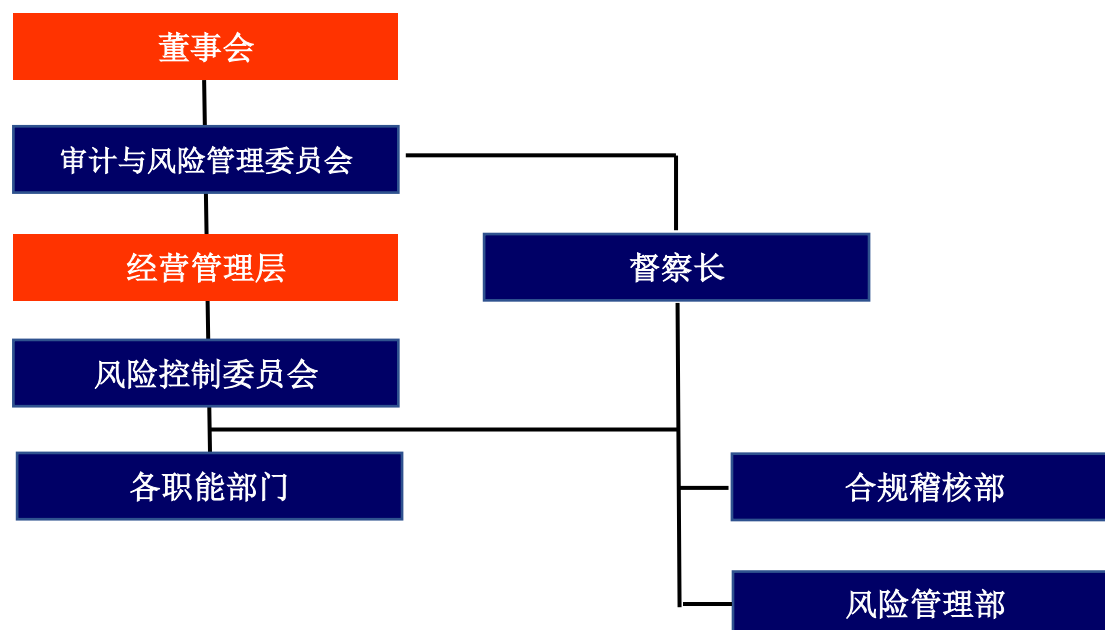 董事会
审计与风险管理委员会
经营管理层
督察长
风险控制委员会
各职能部门
合规稽核部
风险管理部